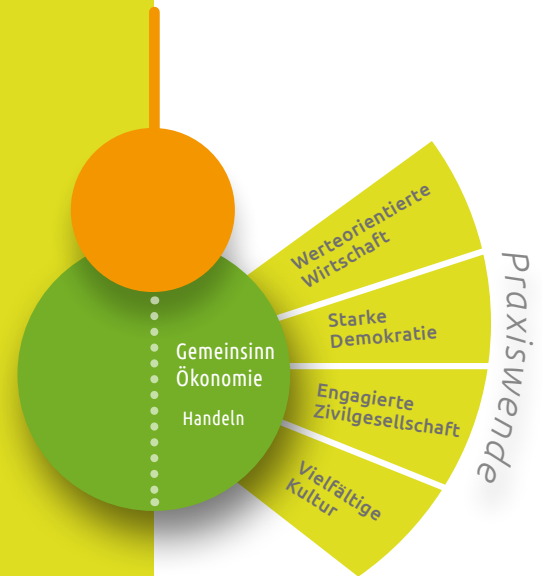 Werteorientierte
Wirtschaft
Starke
Demokratie
Gemeinsinn
Ökonomie
Handeln
Engagierte
Zivilgesellschaft
Vielfältige
Kultur
Praxiswende